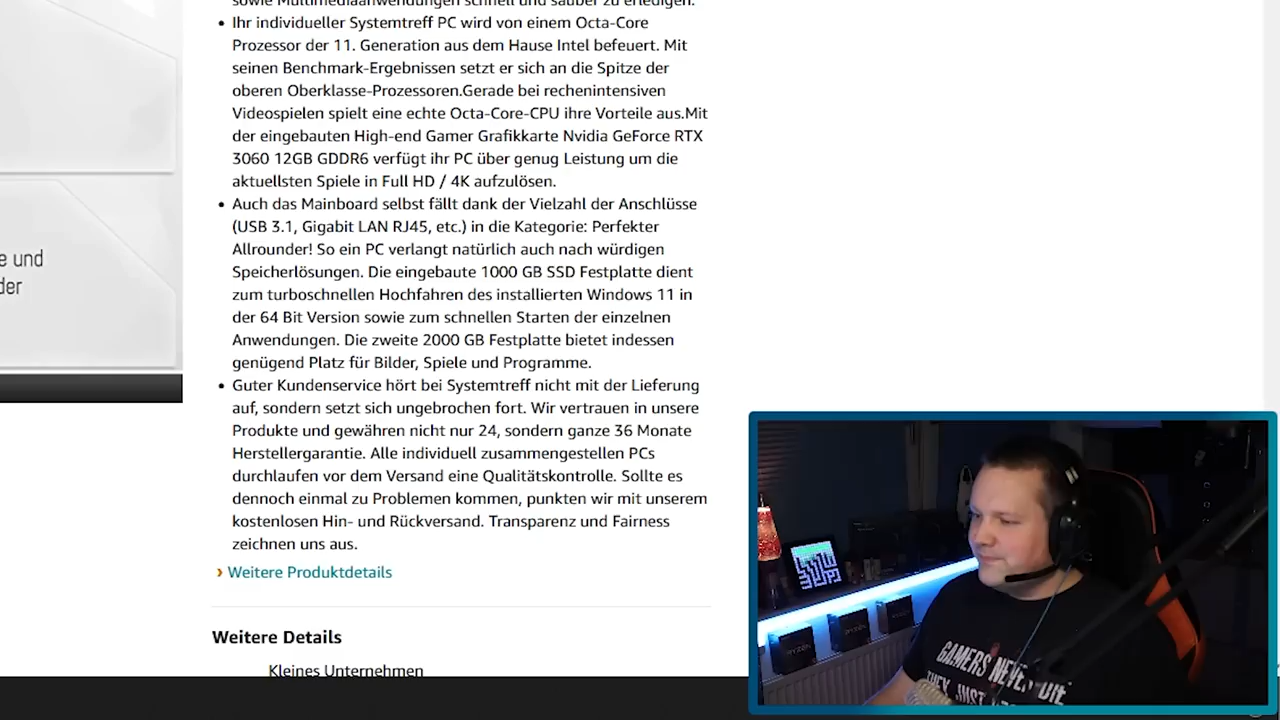 sowie Multimediaanwendungen schnell und sauber zu erledigen.
Ihr individueller Systemtreff PC wird von einem Octa-Core
Prozessor der 11. Generation aus dem Hause Intel befeuert. Mit
seinen Benchmark-Ergebnissen setzt er sich an die Spitze der
oberen Oberklasse-Prozessoren.Gerade bei rechenintensiven
Videospielen spielt eine echte Octa-Core-CPU ihre Vorteile aus.Mit
der eingebauten High-end Gamer Grafikkarte Nvidia GeForce RTX
3060 12GB GDDR6 verfügt ihr PC über genug Leistung um die
aktuellsten Spiele in Full HD / 4K aufzulösen.
Auch das Mainboard selbst fällt dank der Vielzahl der Anschlüsse
(USB 3.1, Gigabit LAN RJ45, etc.) in die Kategorie: Perfekter
Allrounder! So ein PC verlangt natürlich auch nach würdigen
Speicherlösungen. Die eingebaute 1000 GB SSD Festplatte dient
zum turboschnellen Hochfahren des installierten Windows 11 in
der 64 Bit Version sowie zum schnellen Starten der einzelnen
Anwendungen. Die zweite 2000 GB Festplatte bietet indessen
genügend Platz für Bilder, Spiele und Programme.
Guter Kundenservice hört bei Systemtreff nicht mit der Lieferung
auf, sondern setzt sich ungebrochen fort. Wir vertrauen in unsere
Produkte und gewähren nicht nur 24, sondern ganze 36 Monate
Herstellergarantie. Alle individuell zusammengestellen PCs
durchlaufen vor dem Versand eine Qualitätskontrolle. Sollte es
dennoch einmal zu Problemen kommen, punkten wir mit unserem
kostenlosen Hin- und Rückversand. Transparenz und Fairness
zeichnen uns aus.
› Weitere Produktdetails
Weitere Details
Kleines Unternehmen
e und
der
GAMERS NEVER DIE
THEY JUST
RYZEN
RYZEN
RYZEN